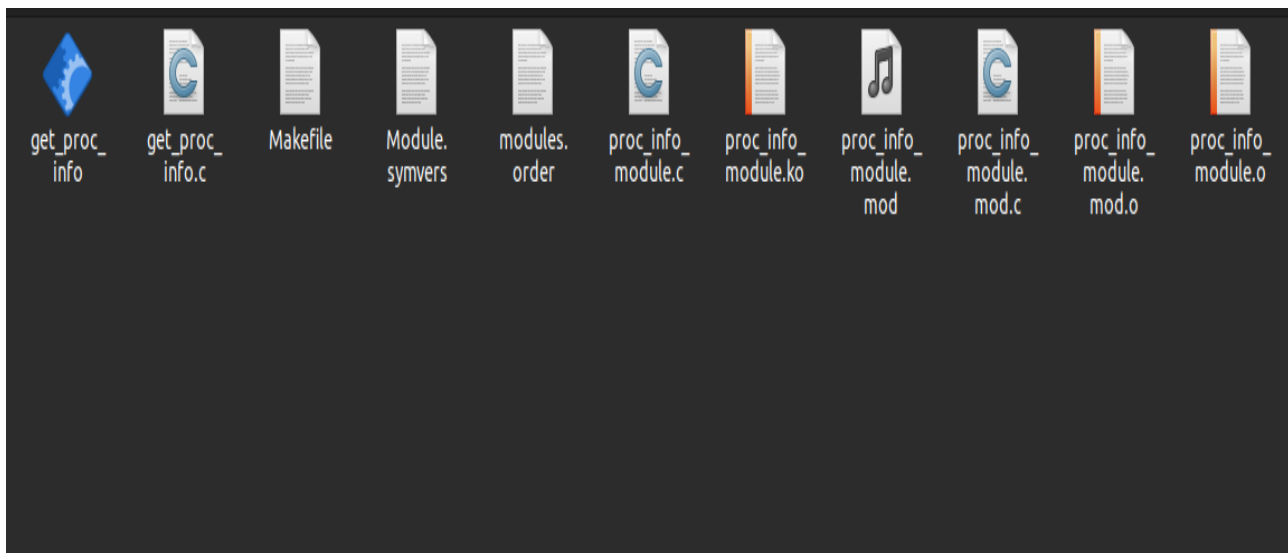 get_proc_
info
get_proc_
info.c
Makefile
Module.
symvers
modules.
order
proc_info_
module.c
proc_info_
module.ko
proc_info_
module.
mod
proc_info_
module.
mod.c
proc_info_
module.
mod.o
proc_info_
module.o